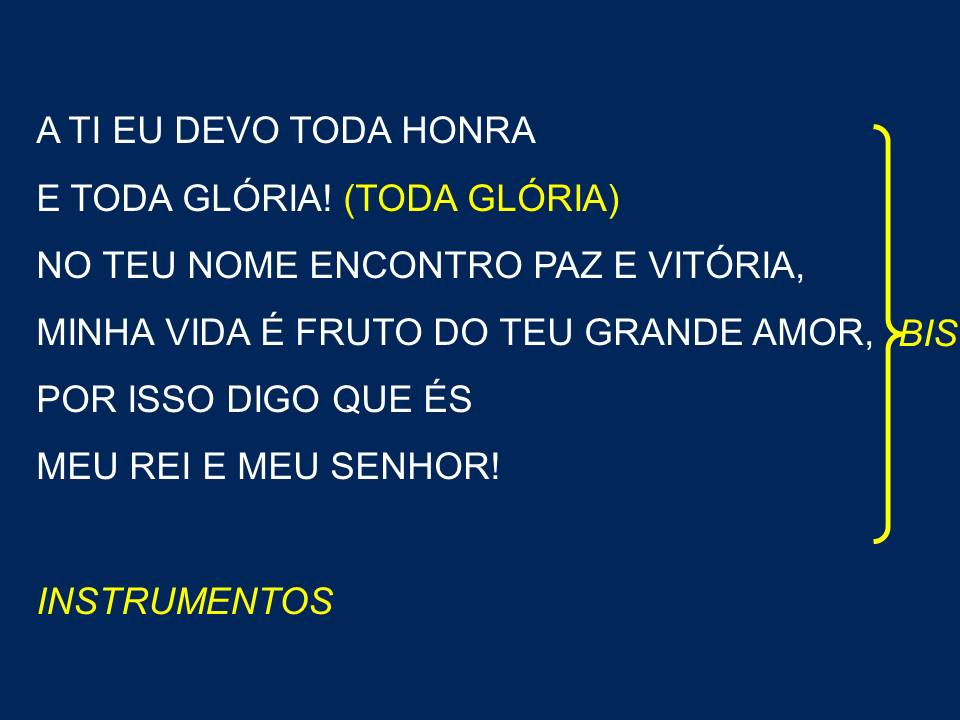 A TI EU DEVO TODA HONRA
E TODA GLÓRIA! (TODA GLÓRIA)
NO TEU NOME ENCONTRO PAZ E VITÓRIA,
MINHA VIDA É FRUTO DO TEU GRANDE AMOR,
BIS
POR ISSO DIGO QUE ÉS
MEU REI E MEU SENHOR!
INSTRUMENTOS